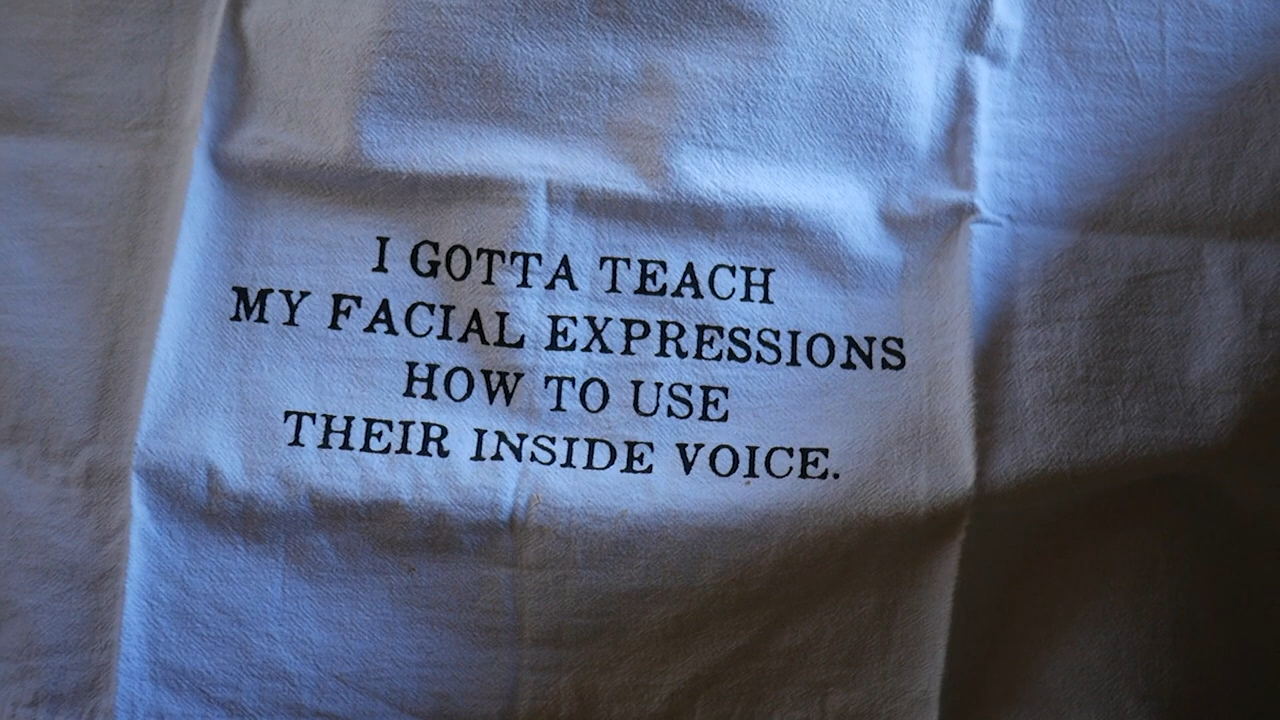 I GOTTA TEACH
MY FACIAL EXPRESSIONS
HOW TO USE
THEIR INSIDE VOICE.